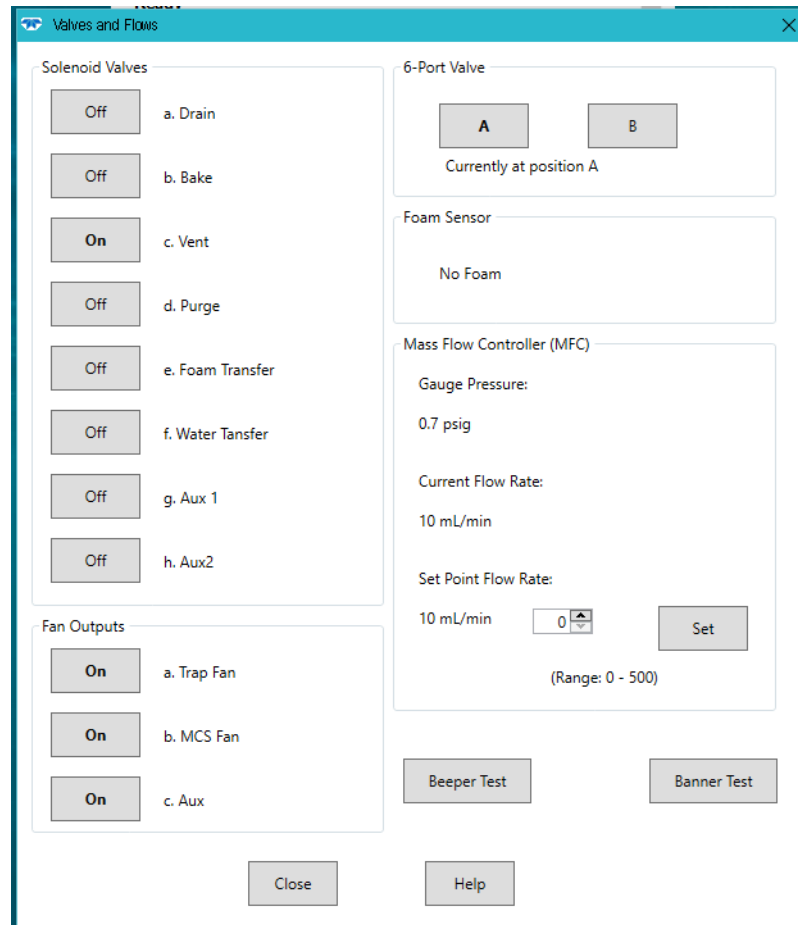 Ready
Valves and Flows
Solenoid Valves
Off a. Drain
Off b. Bake
On c. Vent
Off d. Purge
Off e. Foam Transfer
Off f. Water Tansfer
Off g. Aux 1
Off h. Aux2
Fan Outputs
On a. Trap Fan
On b. MCS Fan
On c. Aux
6-Port Valve
A B
Currently at position A
Foam Sensor
No Foam
Mass Flow Controller (MFC)
Gauge Pressure:
0.7 psig
Current Flow Rate:
10 mL/min
Set Point Flow Rate:
10 mL/min 0 Set
(Range: 0 - 500)
Beeper Test Banner Test
Close Help